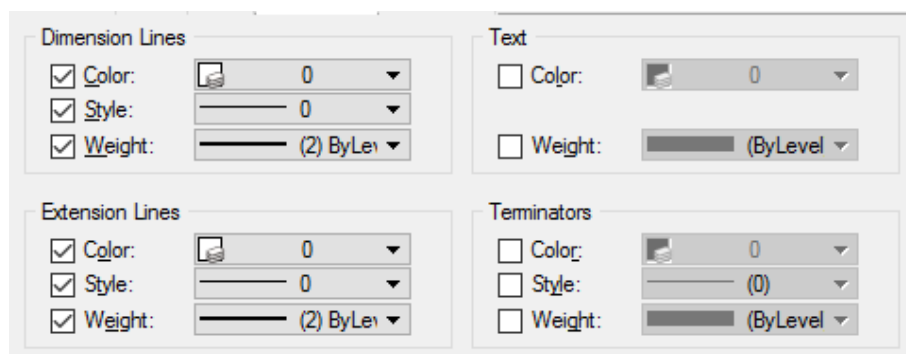 Dimension Lines
Color: 0
Style: 0
Weight: (2) ByLev
Text
Color: 0
Weight: (ByLevel
Extension Lines
Color: 0
Style: 0
Weight: (2) ByLev
Terminators
Color: 0
Style: (0)
Weight: (ByLevel